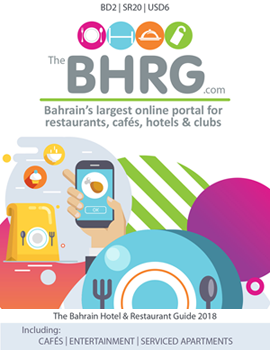 BD2 | SR20 | USD6
The
BHRG
.com
Bahrain's largest online portal for
restaurants, cafés, hotels & clubs
OK
The Bahrain Hotel & Restaurant Guide 2018
Including:
CAFÉS | ENTERTAINMENT | SERVICED APARTMENTS